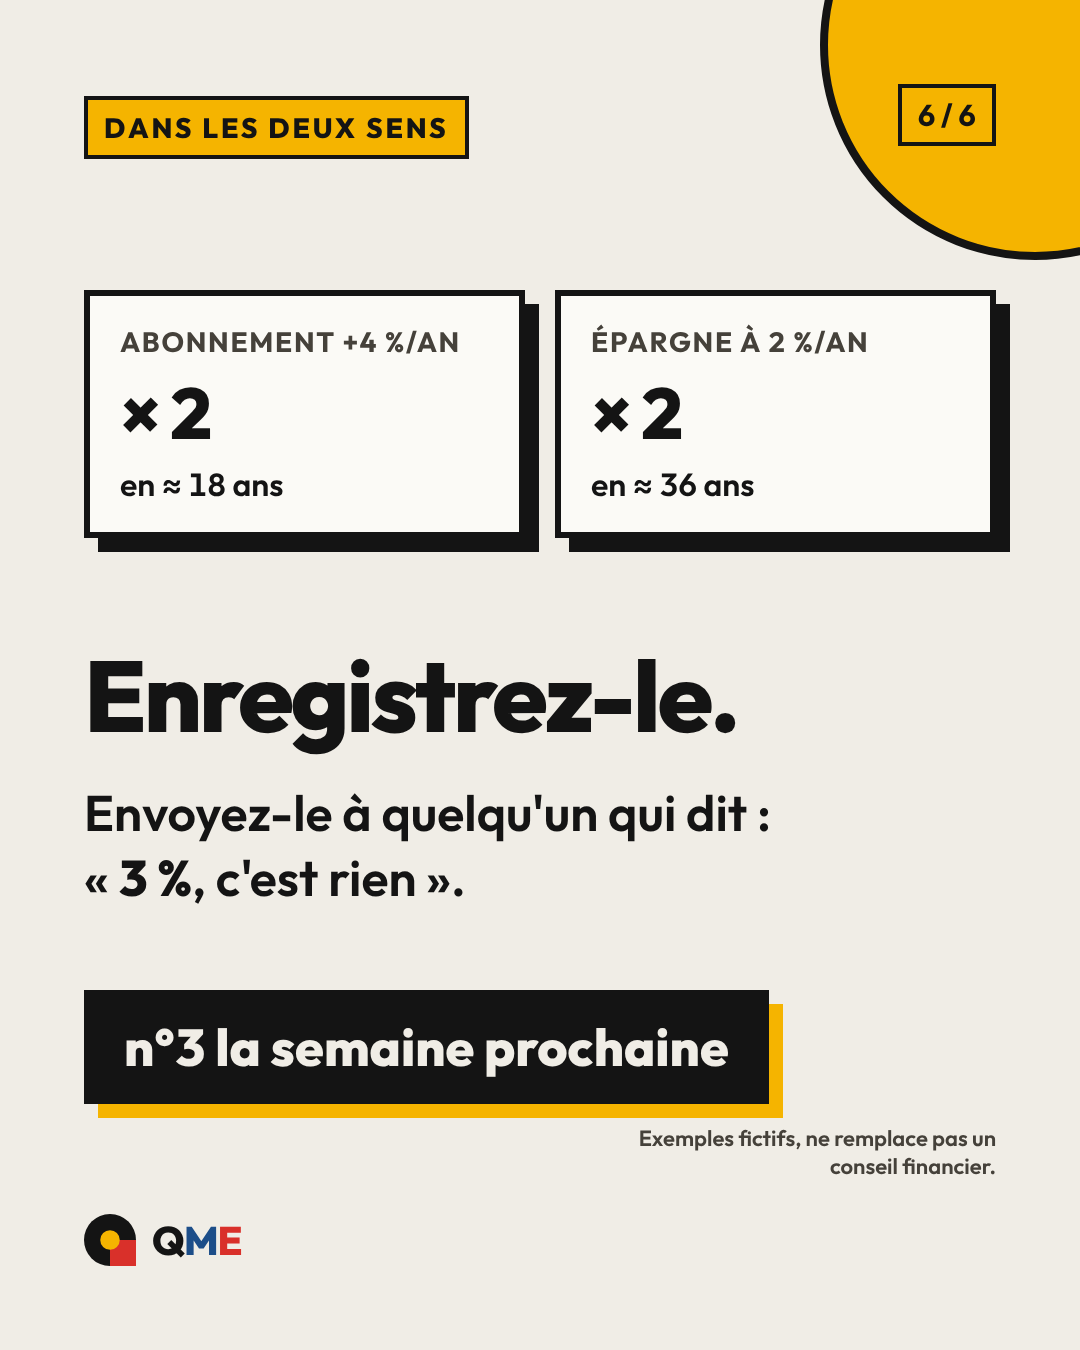 DANS LES DEUX SENS
6/6
ABONNEMENT +4 %/AN
×2
en ≈ 18 ans
ÉPARGNE À 2 %/AN
×2
en ≈ 36 ans
Enregistrez-le.
Envoyez-le à quelqu'un qui dit :
« 3 %, c'est rien ».
n°3 la semaine prochaine
Exemples fictifs, ne remplace pas un
conseil financier.
QME